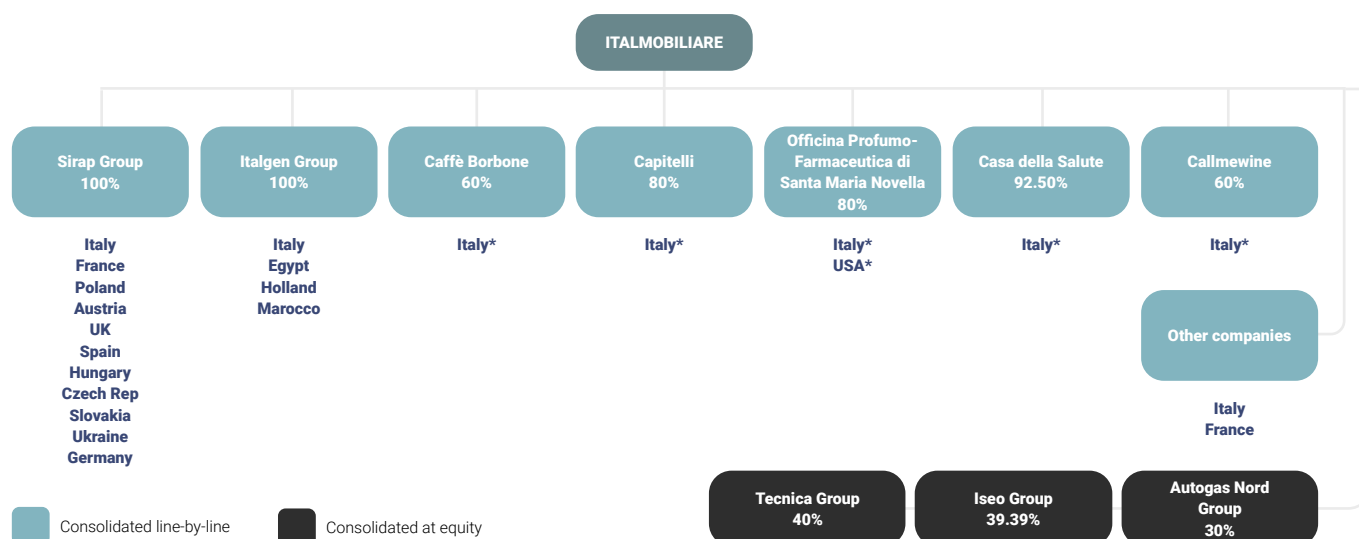 ITALMOBILIARE
Sirap Group
100%
Italgen Group
100%
Caffè Borbone
60%
Capitelli
80%
Officina Profumo-
Farmaceutica di
Santa Maria Novella
80%
Casa della Salute
92.50%
Callmewine
60%
Italy
France
Poland
Austria
UK
Spain
Hungary
Czech Rep
Slovakia
Ukraine
Germany
Italy
Egypt
Holland
Marocco
Italy*
Italy*
Italy*
USA*
Italy*
Italy*
Other companies
Italy
France
Tecnica Group
40%
Iseo Group
39.39%
Autogas Nord
Group
30%
Consolidated line-by-line
Consolidated at equity